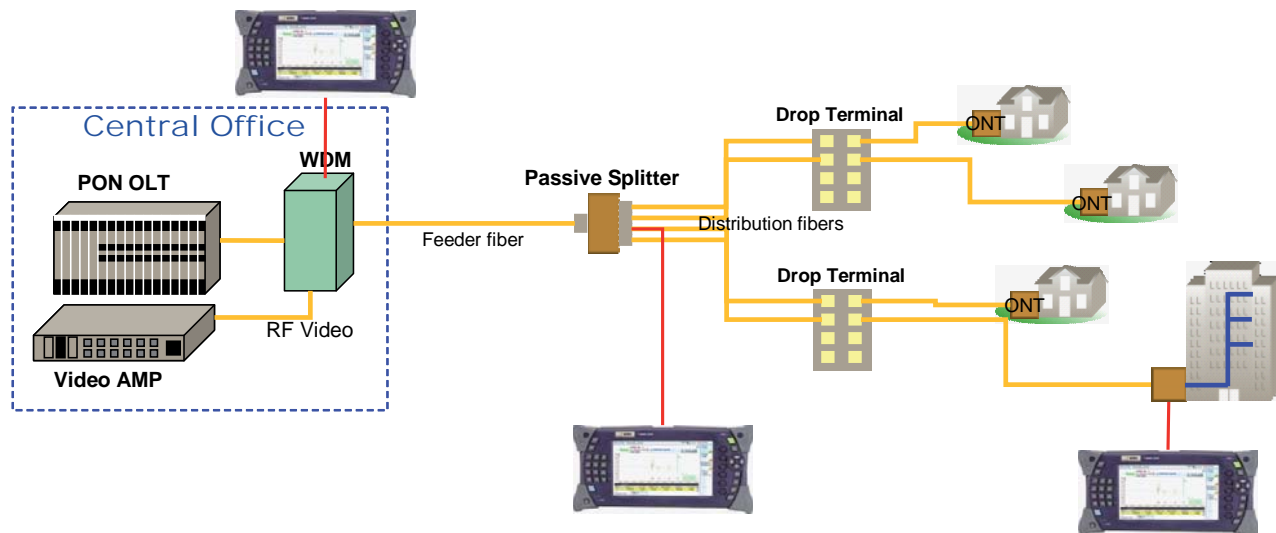 Central Office
WDM
PON OLT
Video AMP
RF Video
Feeder fiber
Passive Splitter
Distribution fibers
Drop Terminal
ONT
ONT
Drop Terminal
ONT